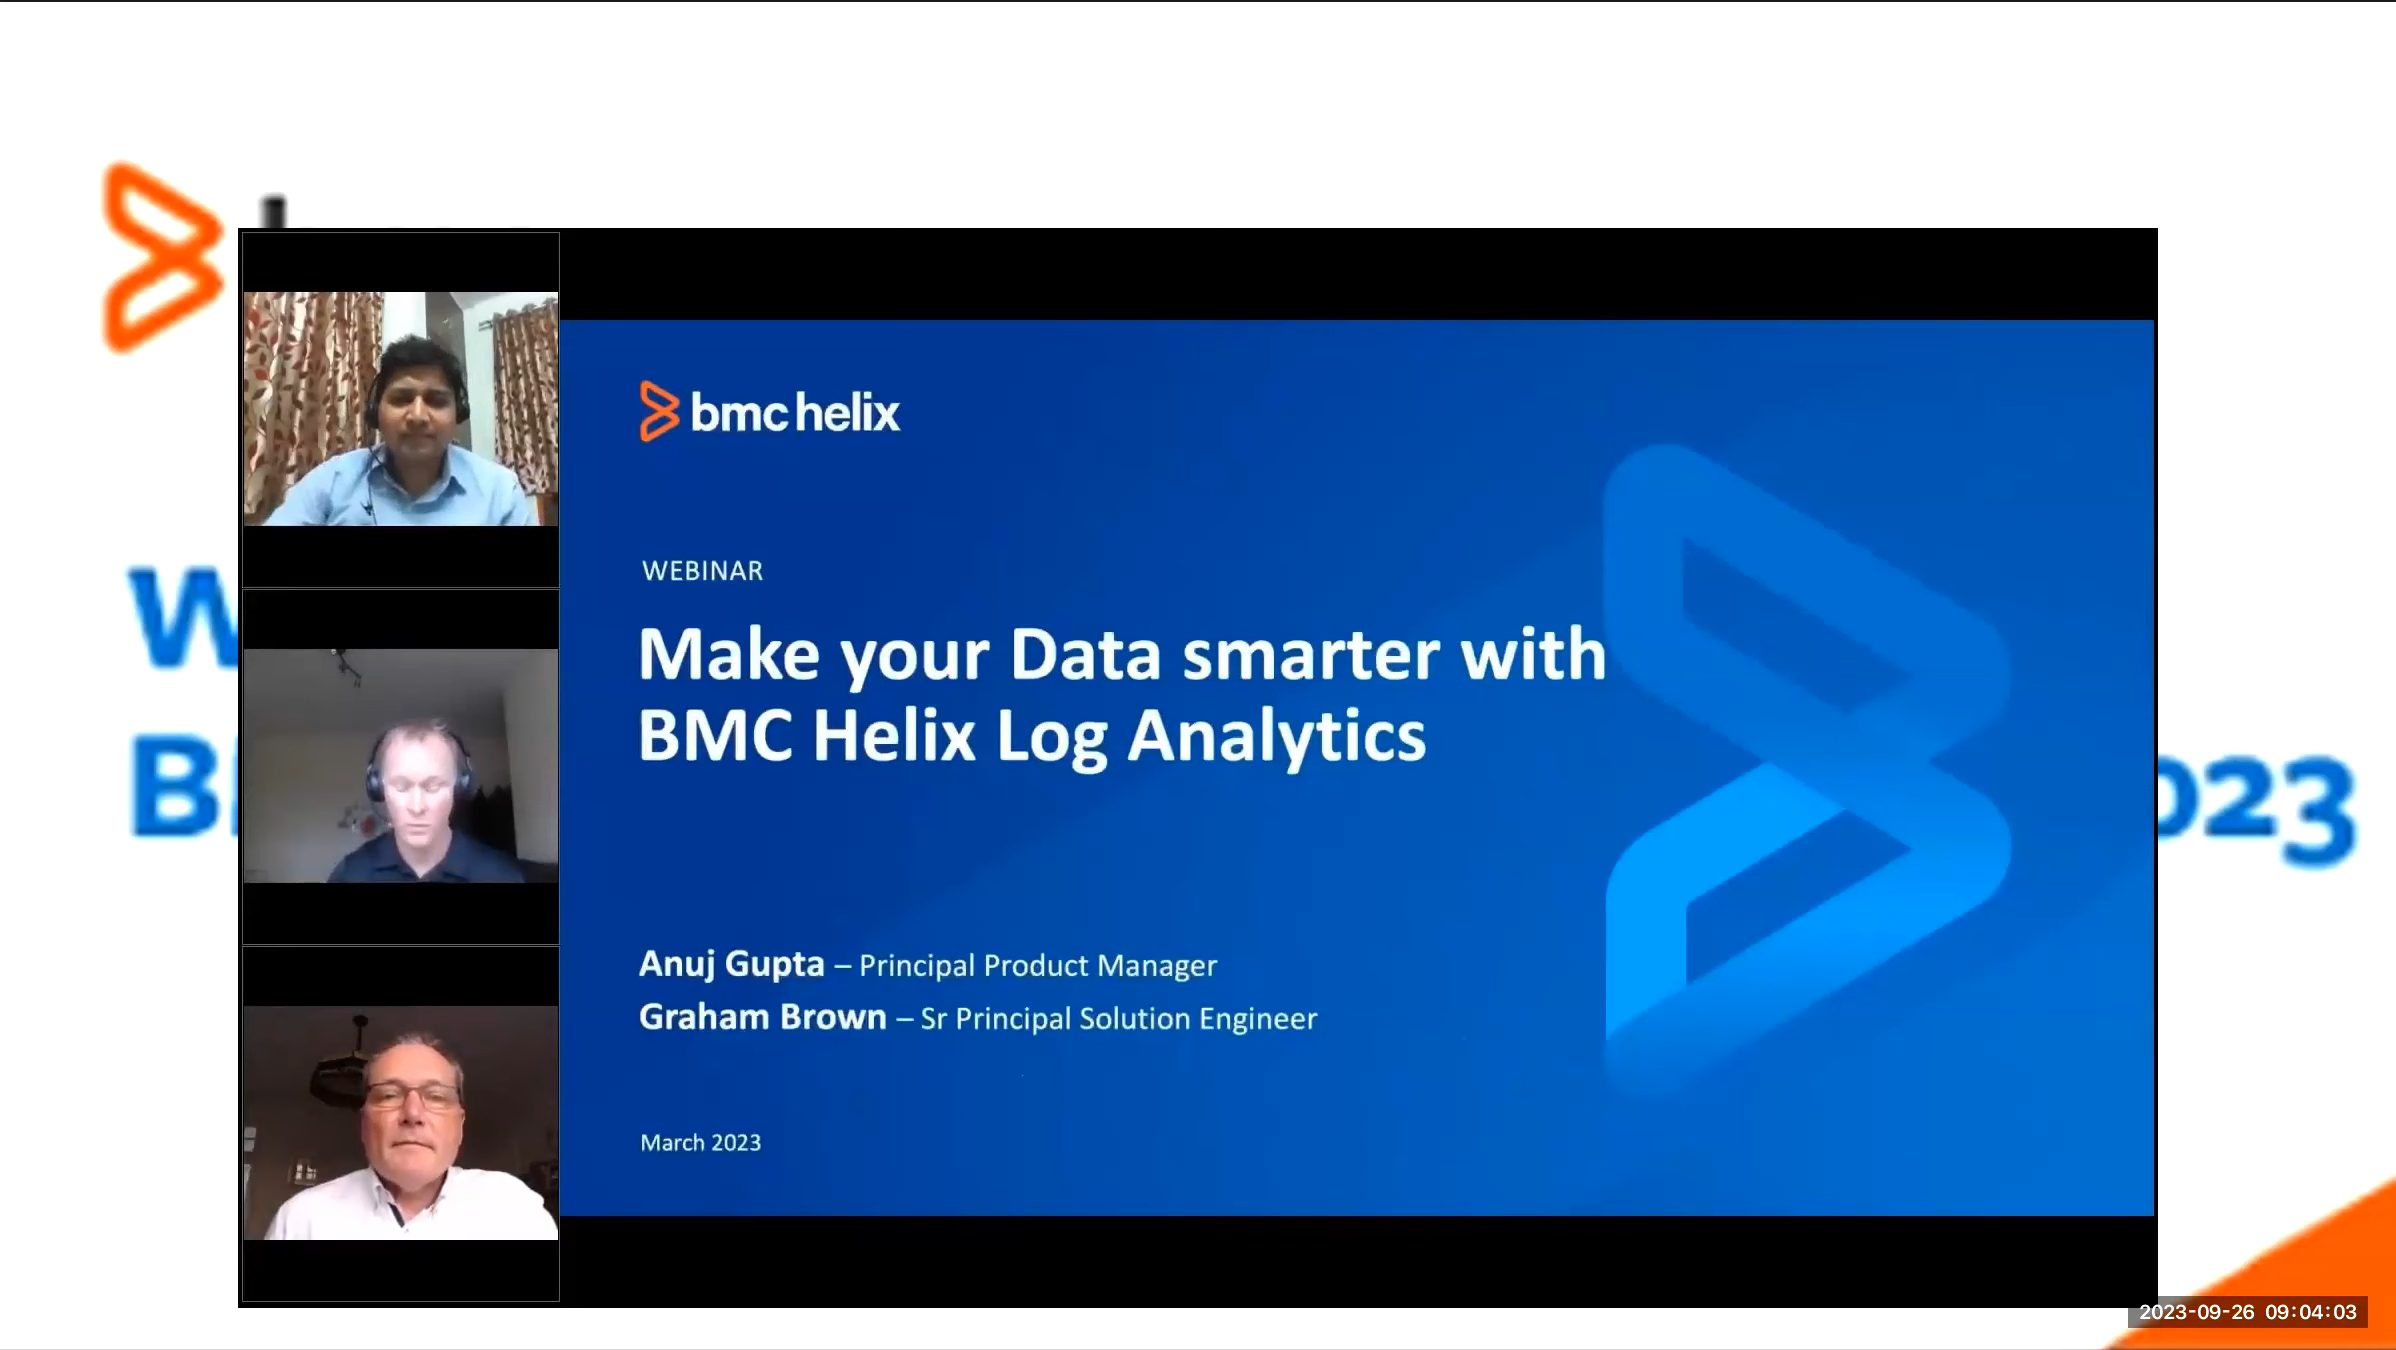 bmc helix
WEBINAR
Make your Data smarter with
BMC Helix Log Analytics
Anuj Gupta – Principal Product Manager
Graham Brown – Sr Principal Solution Engineer
March 2023
023
2023-09-26 09:04:03